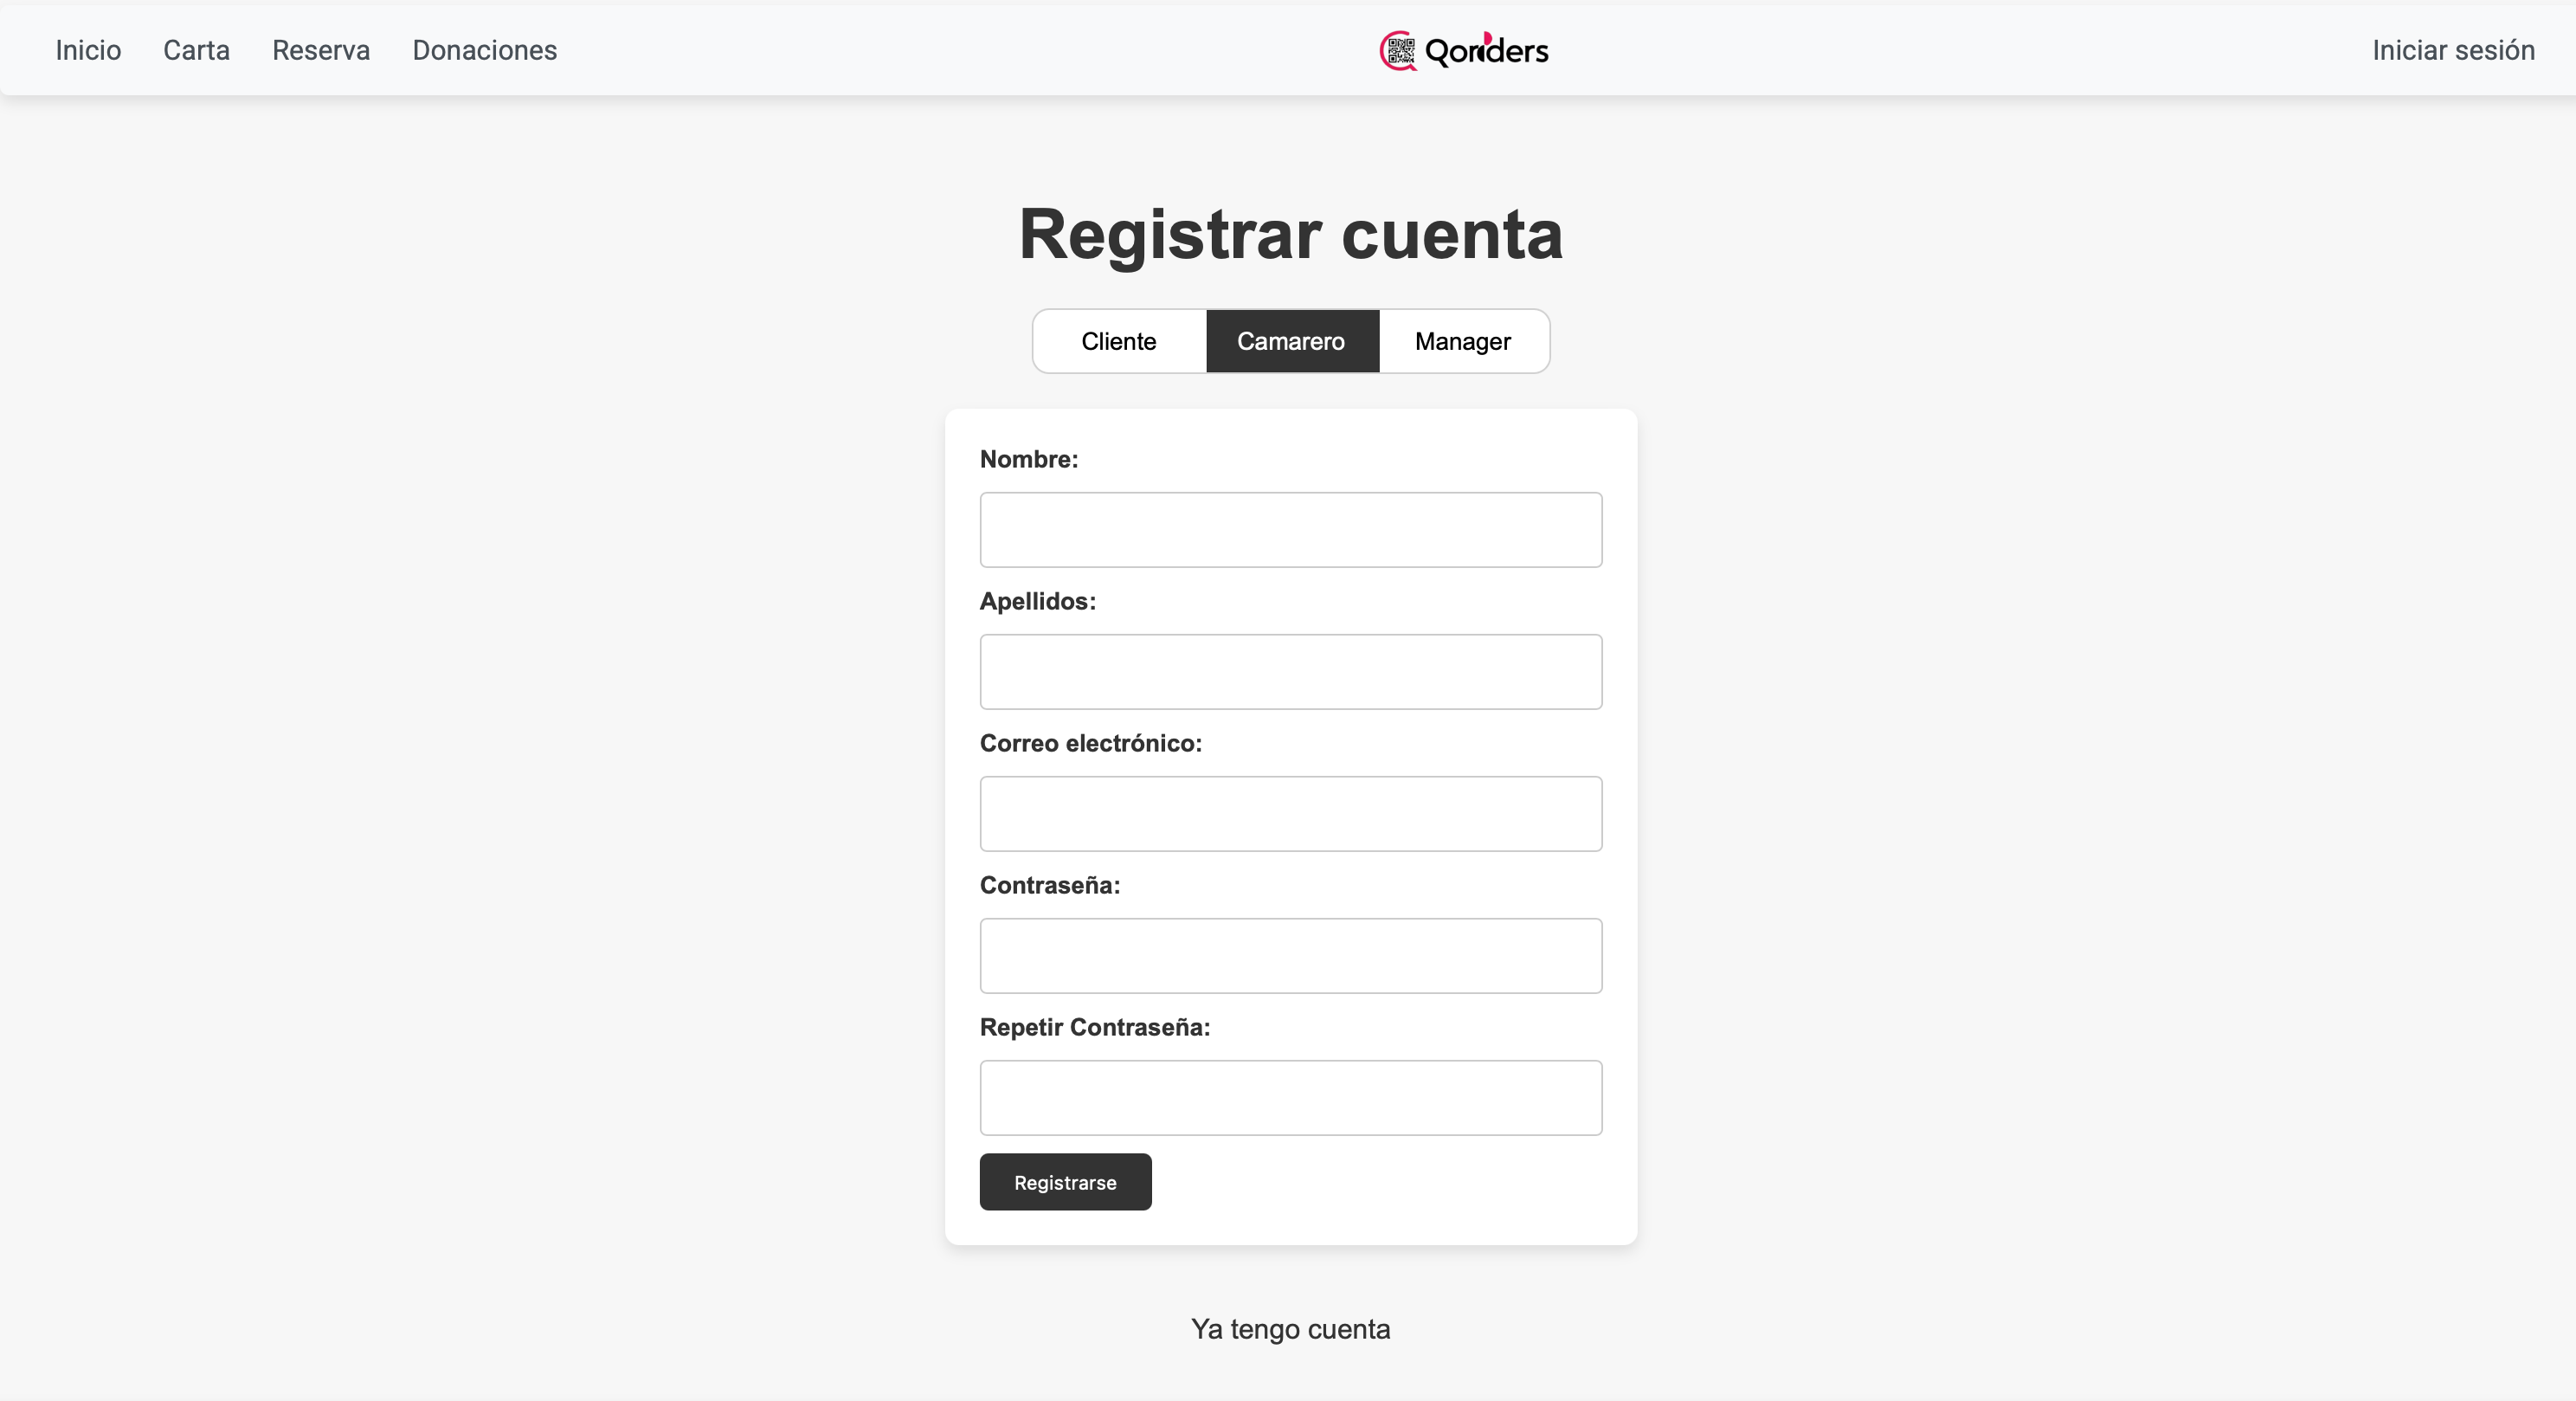 Inicio Carta Reserva Donaciones Qorders Iniciar sesión
Registrar cuenta
Cliente Camarero Manager
Nombre:
Apellidos:
Correo electrónico:
Contraseña:
Repetir Contraseña:
Registrarse
Ya tengo cuenta